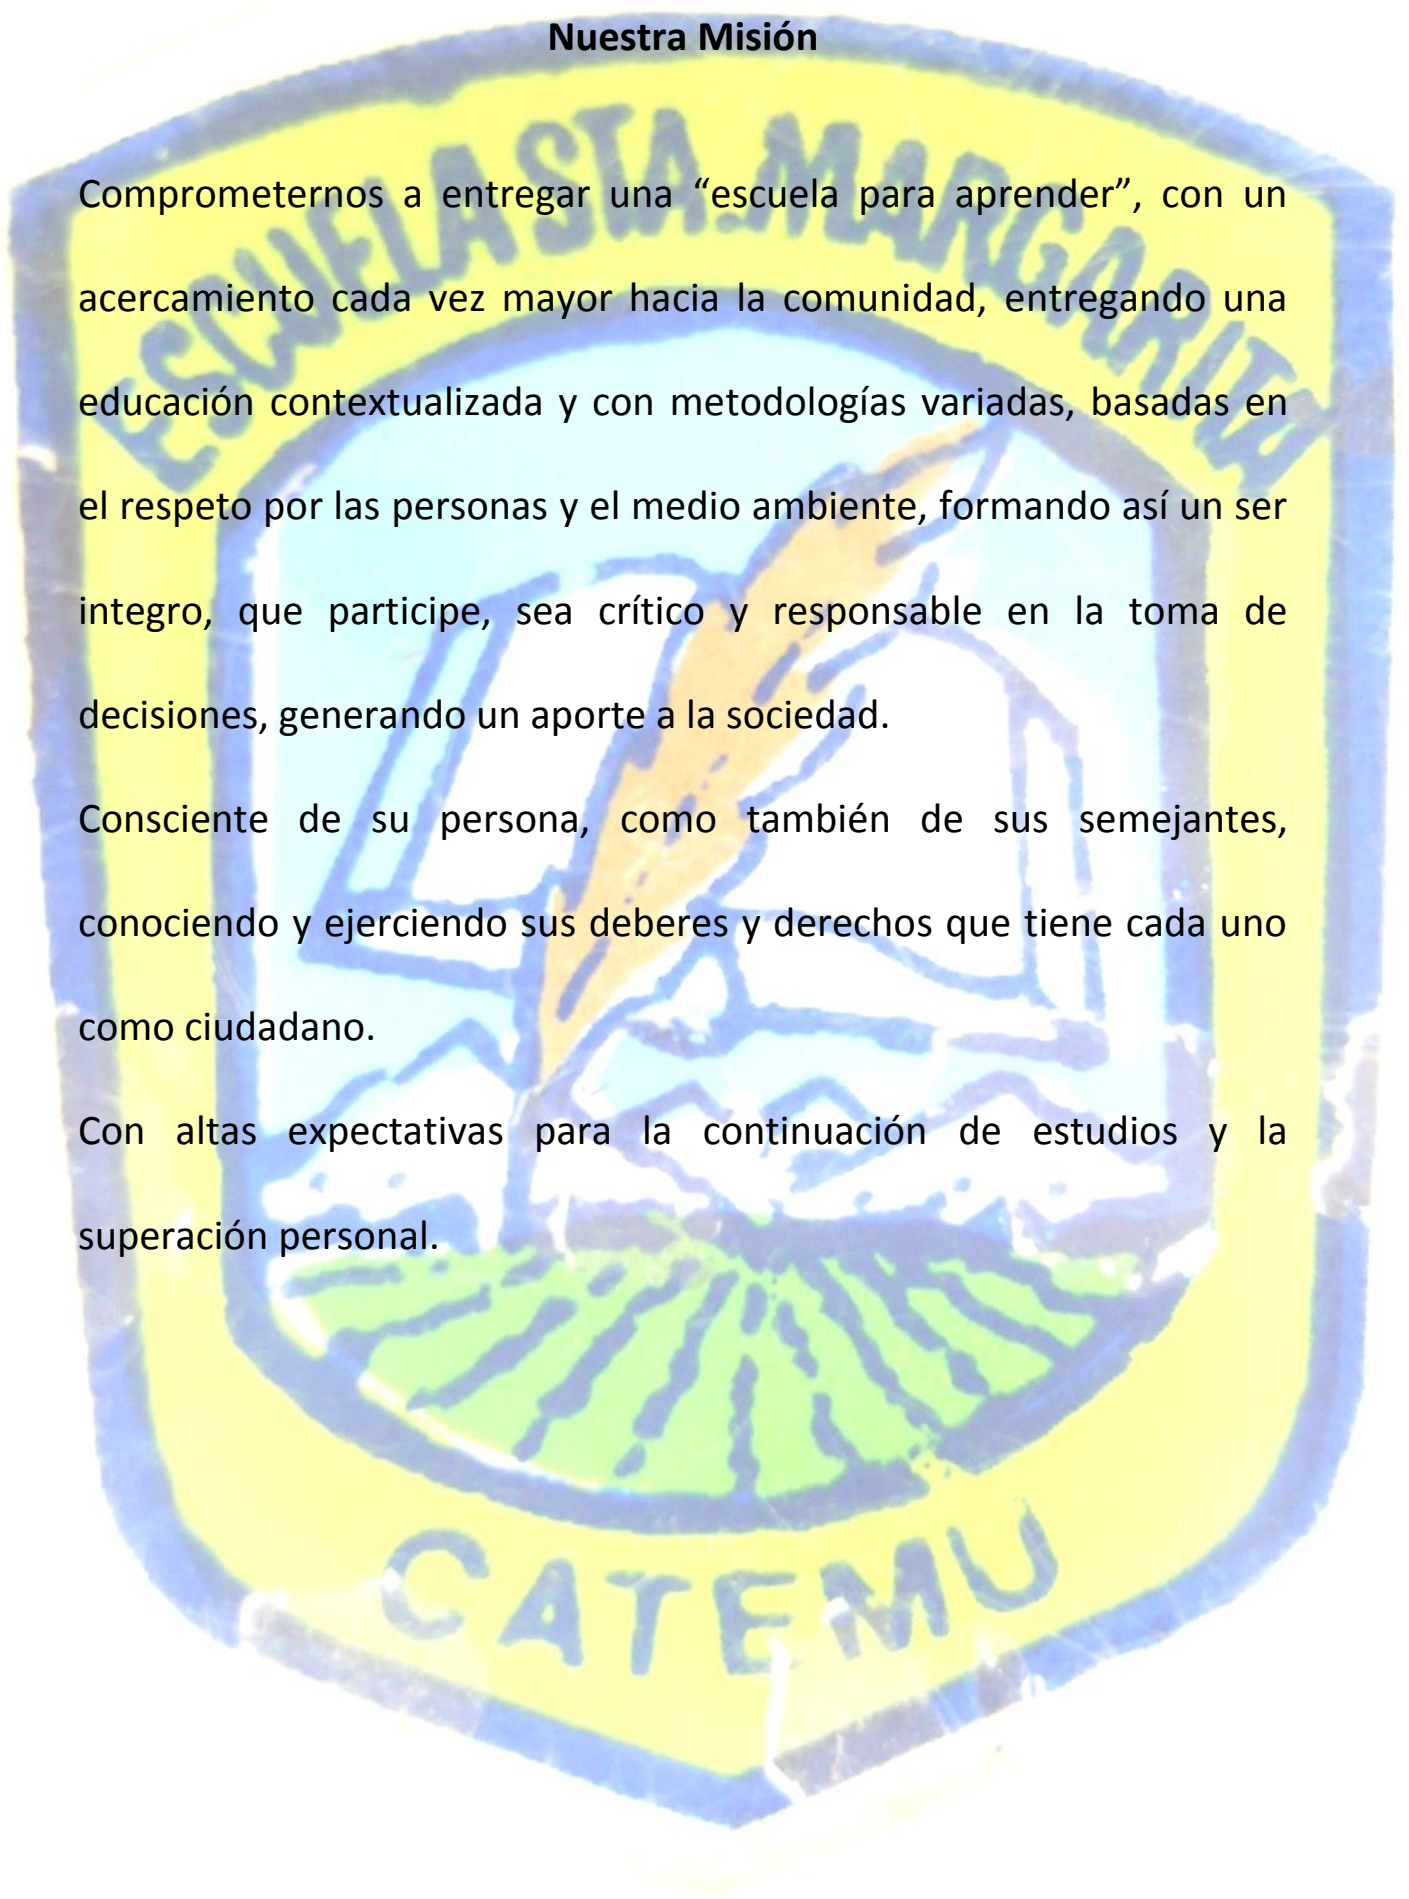 Nuestra Misión
ESCUELA STA. MARGARITA
Comprometernos a entregar una “escuela para aprender”, con un
acercamiento cada vez mayor hacia la comunidad, entregando una
educación contextualizada y con metodologías variadas, basadas en
el respeto por las personas y el medio ambiente, formando así un ser
integro, que participe, sea crítico y responsable en la toma de
decisiones, generando un aporte a la sociedad.
Consciente de su persona, como también de sus semejantes,
conociendo y ejerciendo sus deberes y derechos que tiene cada uno
como ciudadano.
Con altas expectativas para la continuación de estudios y la
superación personal.
CATEMU